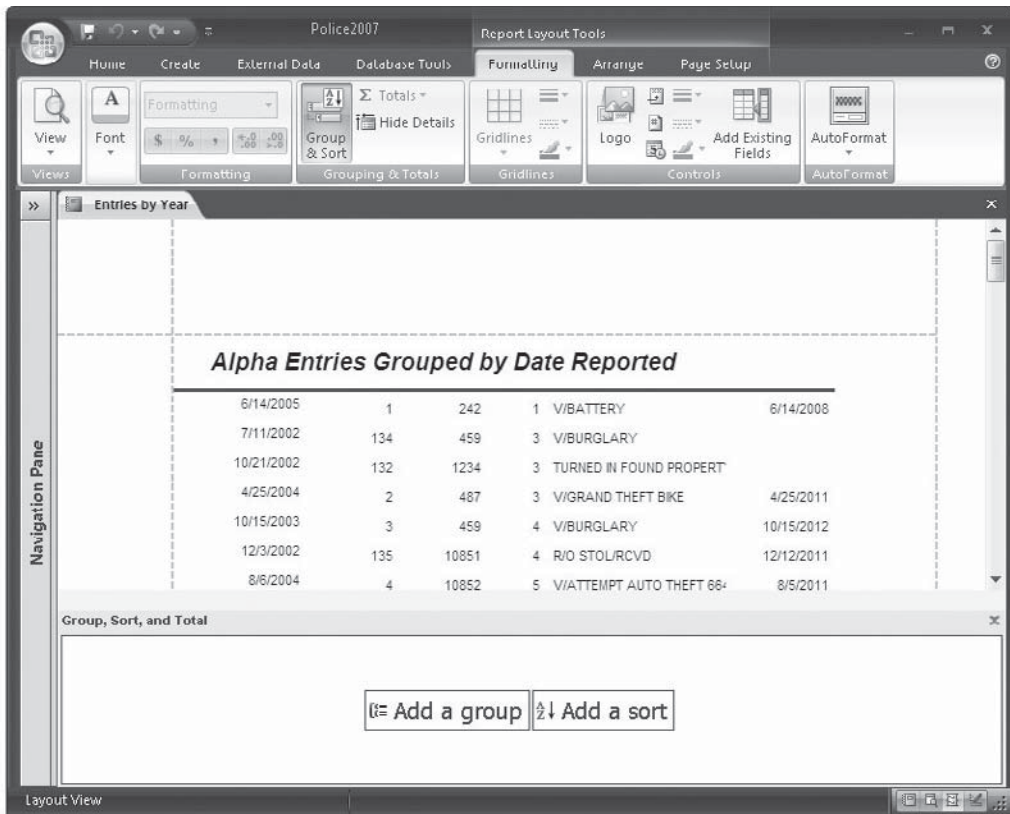 Police2007
Report Layout Tools
Home Create External Data Database Tools Formatting Arrange Page Setup
View
Views
A
Font
Formatting
$ % ,
Formatting
Group & Sort
Σ Totals
Hide Details
Grouping & Totals
Gridlines
Gridlines
Logo
Add Existing Fields
Controls
XXXXX
AutoFormat
AutoFormat
»
Entries by Year
Navigation Pane
Alpha Entries Grouped by Date Reported
6/14/2005 1 242 1 V/BATTERY 6/14/2008
7/11/2002 134 459 3 V/BURGLARY
10/21/2002 132 1234 3 TURNED IN FOUND PROPERT
4/25/2004 2 487 3 V/GRAND THEFT BIKE 4/25/2011
10/15/2003 3 459 4 V/BURGLARY 10/15/2012
12/3/2002 135 10851 4 R/O STOL/RCVD 12/12/2011
8/6/2004 4 10852 5 V/ATTEMPT AUTO THEFT 664 8/5/2011
Group, Sort, and Total
Add a group
Add a sort
Layout View